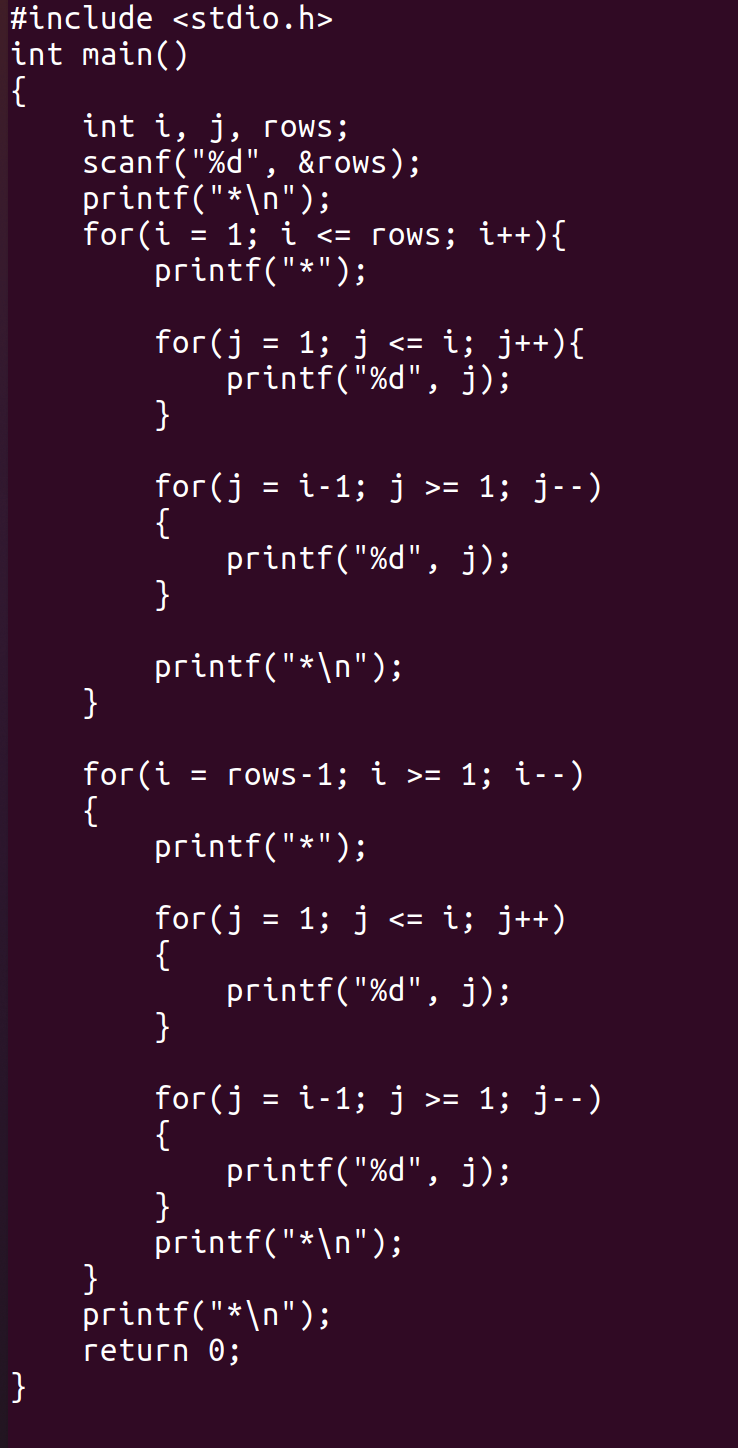 #include <stdio.h>
int main()
{
    int i, j, rows;
    scanf("%d", &rows);
    printf("*\n");
    for(i = 1; i <= rows; i++){
        printf("*");

        for(j = 1; j <= i; j++){
            printf("%d", j);
        }

        for(j = i-1; j >= 1; j--)
        {
            printf("%d", j);
        }

        printf("*\n");
    }

    for(i = rows-1; i >= 1; i--)
    {
        printf("*");

        for(j = 1; j <= i; j++)
        {
            printf("%d", j);
        }

        for(j = i-1; j >= 1; j--)
        {
            printf("%d", j);
        }
        printf("*\n");
    }
    printf("*\n");
    return 0;
}